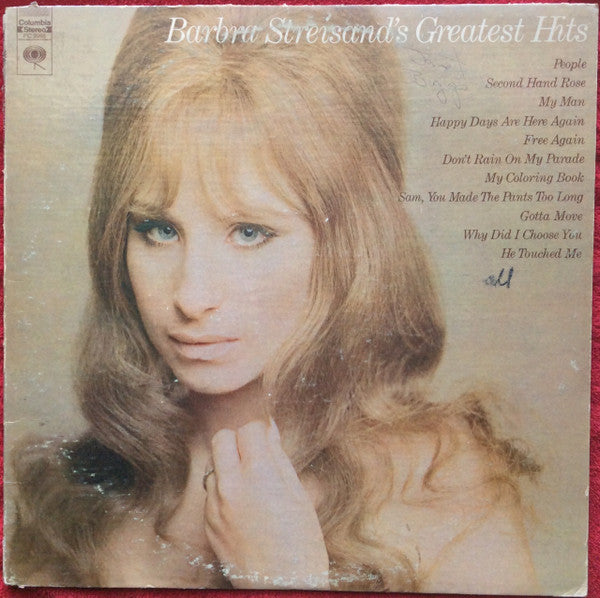 Columbia
Stereo
Barbra Streisand's Greatest Hits
People
Second Hand Rose
My Man
Happy Days Are Here Again
Free Again
Don't Rain On My Parade
My Coloring Book
Sam, You Made The Pants Too Long
Gotta Move
Why Did I Choose You
He Touched Me
all